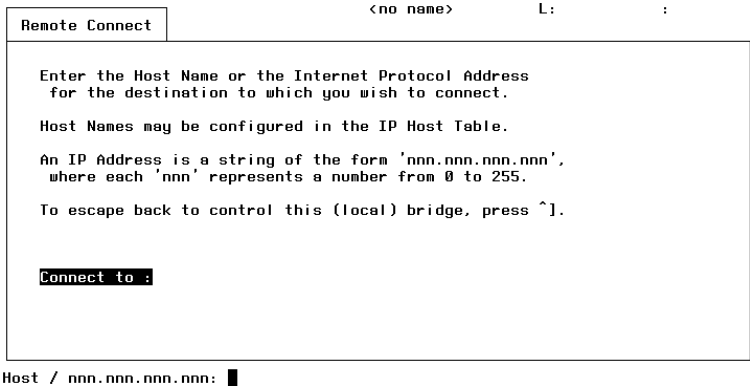 <no name> L: :
Remote Connect
Enter the Host Name or the Internet Protocol Address
for the destination to which you wish to connect.
Host Names may be configured in the IP Host Table.
An IP Address is a string of the form 'nnn.nnn.nnn.nnn',
where each 'nnn' represents a number from 0 to 255.
To escape back to control this (local) bridge, press ^].
Connect to :
Host / nnn.nnn.nnn.nnn: